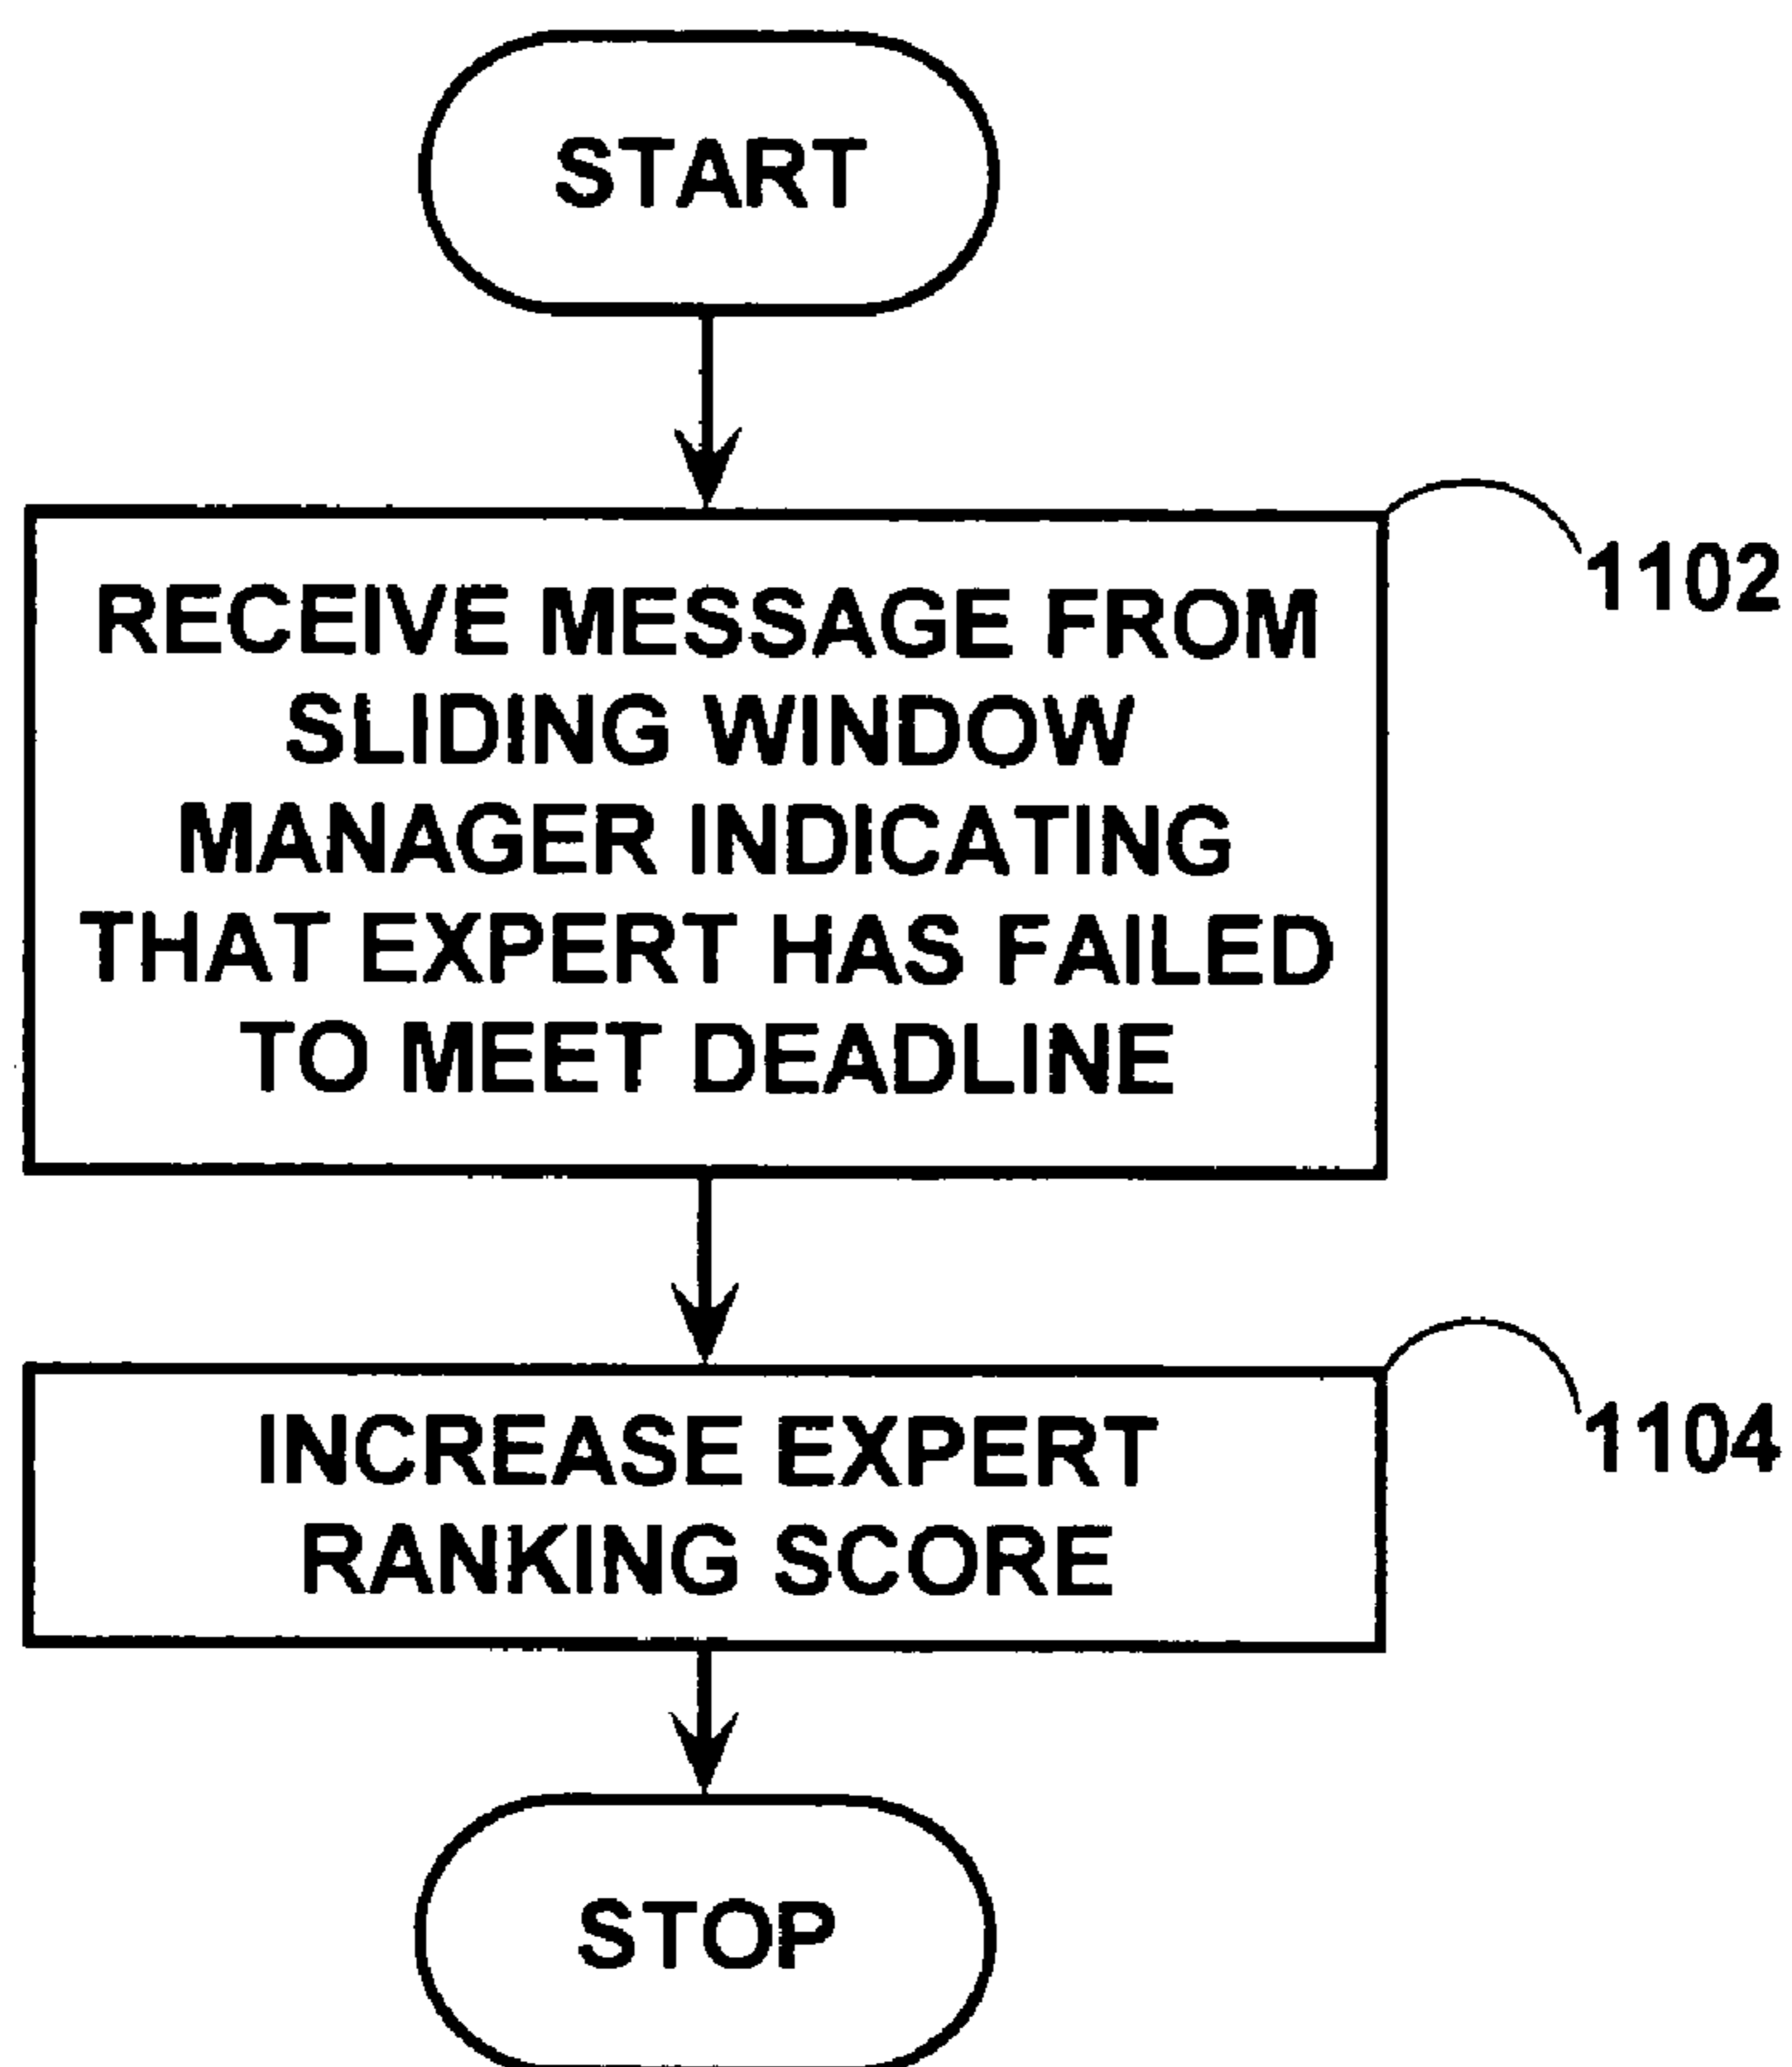 START
RECEIVE MESSAGE FROM
SLIDING WINDOW
MANAGER INDICATING
THAT EXPERT HAS FAILED
TO MEET DEADLINE
1102
INCREASE EXPERT
RANKING SCORE
1104
STOP